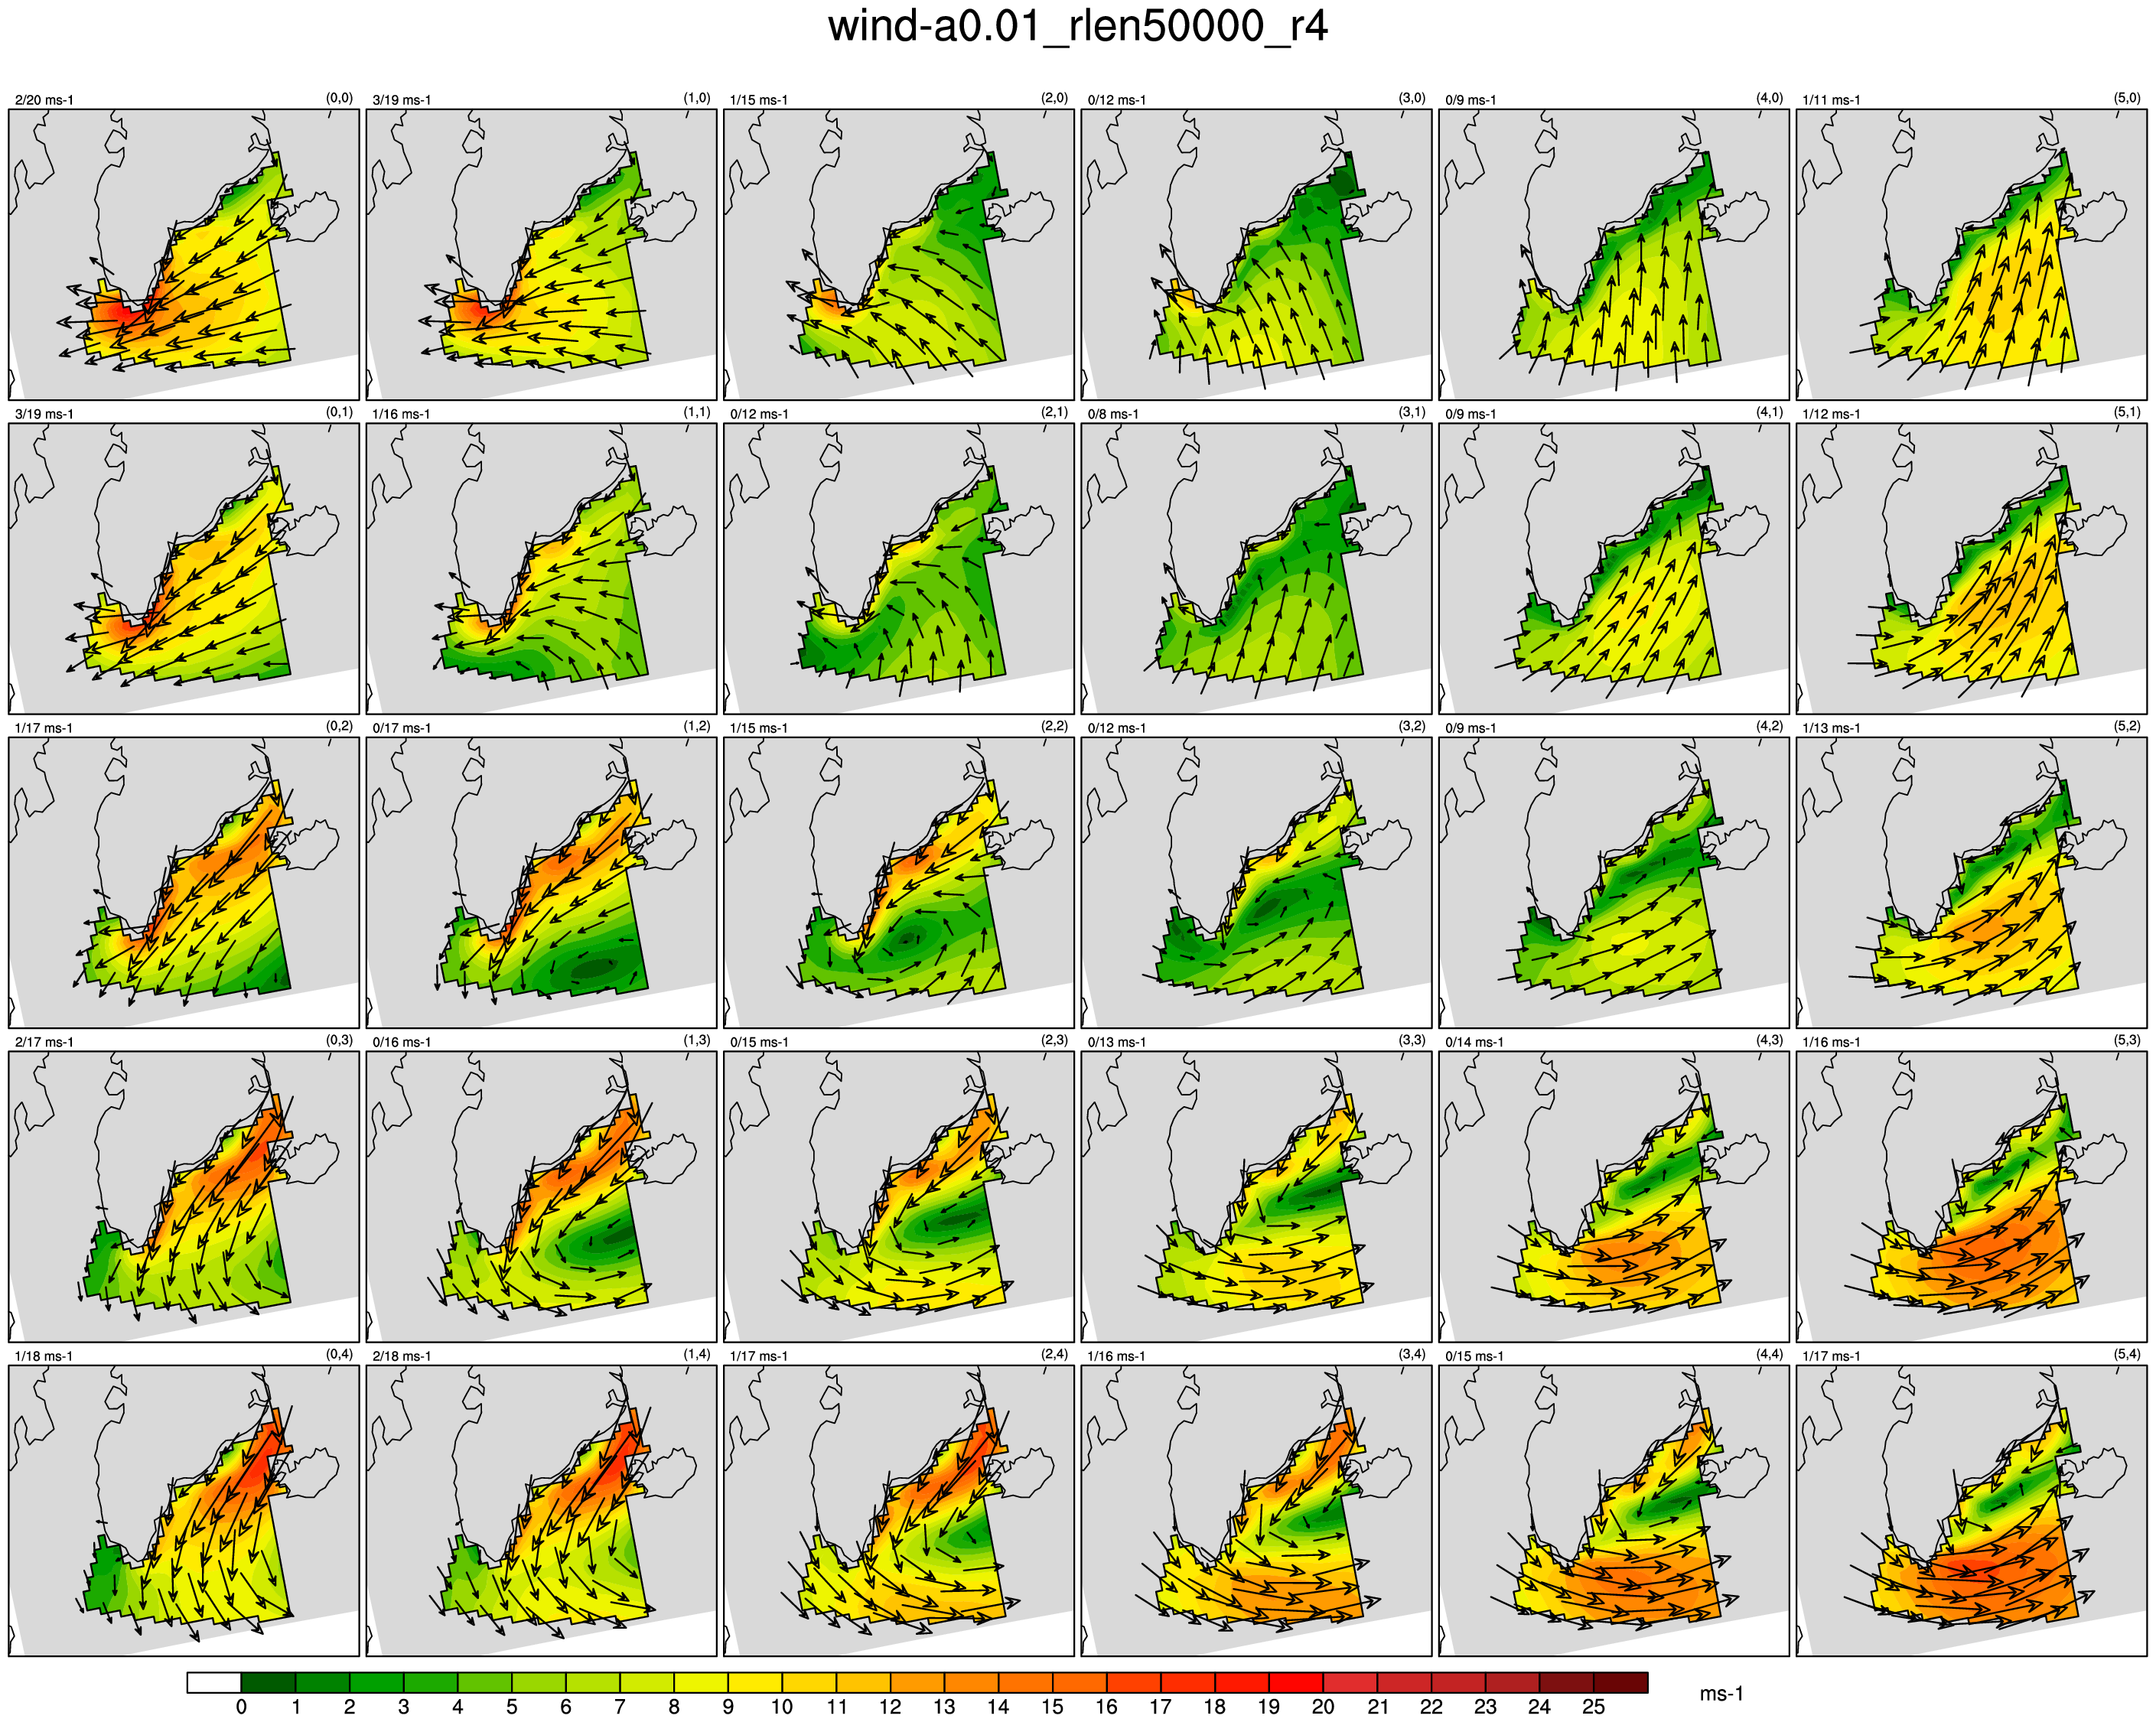 wind-a0.01_rlen50000_r4
2/20 ms-1 (0,0) 3/19 ms-1 (1,0) 1/15 ms-1 (2,0) 0/12 ms-1 (3,0) 0/9 ms-1 (4,0) 1/11 ms-1 (5,0)
3/19 ms-1 (0,1) 1/16 ms-1 (1,1) 0/12 ms-1 (2,1) 0/8 ms-1 (3,1) 0/9 ms-1 (4,1) 1/12 ms-1 (5,1)
1/17 ms-1 (0,2) 0/17 ms-1 (1,2) 1/15 ms-1 (2,2) 0/12 ms-1 (3,2) 0/9 ms-1 (4,2) 1/13 ms-1 (5,2)
2/17 ms-1 (0,3) 0/16 ms-1 (1,3) 0/15 ms-1 (2,3) 0/13 ms-1 (3,3) 0/14 ms-1 (4,3) 1/16 ms-1 (5,3)
1/18 ms-1 (0,4) 2/18 ms-1 (1,4) 1/17 ms-1 (2,4) 1/16 ms-1 (3,4) 0/15 ms-1 (4,4) 1/17 ms-1 (5,4)
0 1 2 3 4 5 6 7 8 9 10 11 12 13 14 15 16 17 18 19 20 21 22 23 24 25 ms-1